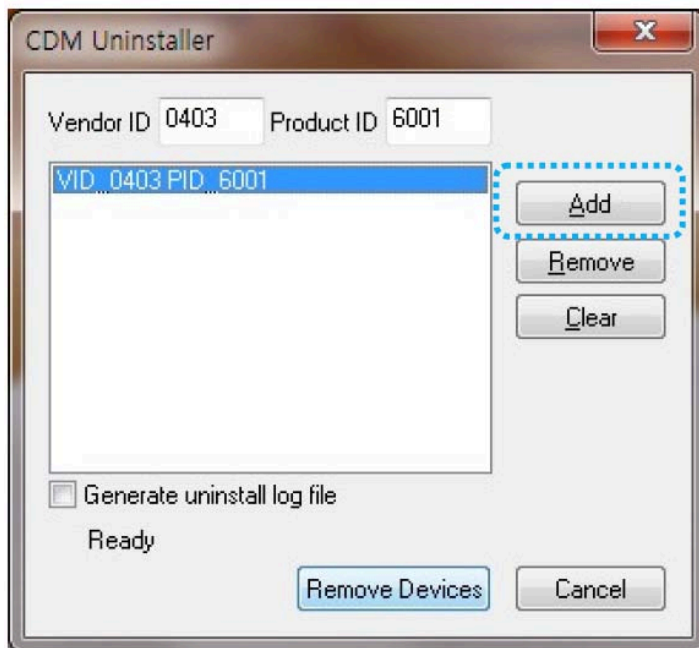 CDM Uninstaller
x
Vendor ID 0403 Product ID 6001
VID_0403 PID_6001
Add
Remove
Clear
Generate uninstall log file
Ready
Remove Devices Cancel